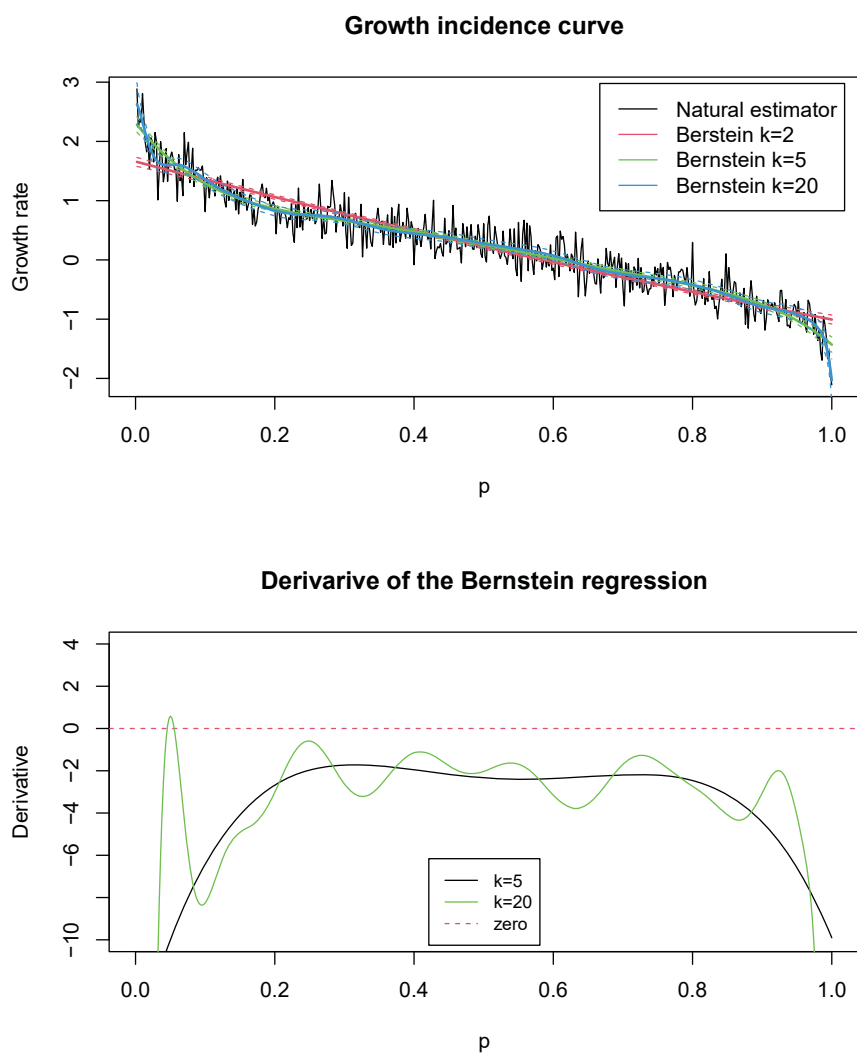 Growth incidence curve
Growth rate
3
2
1
0
−1
−2
Natural estimator
Berstein k=2
Bernstein k=5
Bernstein k=20
0.0 0.2 0.4 0.6 0.8 1.0
p
Derivarive of the Bernstein regression
Derivative
4
2
0
−2
−4
−6
−10
k=5
k=20
zero
0.0 0.2 0.4 0.6 0.8 1.0
p